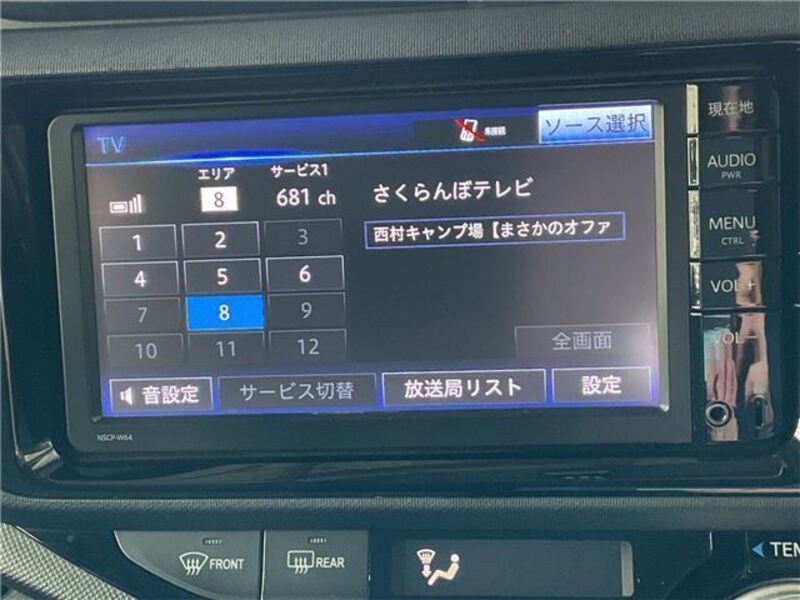 TV
未接続
ソース選択
エリア
8
サービス1
681 ch
さくらんぼテレビ
西村キャンプ場【まさかのオファ
1 2 3
4 5 6
7 8 9
10 11 12
全画面
音設定
サービス切替
放送局リスト
設定
NSCP-W64
現在地
AUDIO
PWR
MENU
CTRL
VOL +
VOL −
FRONT
REAR
TEM